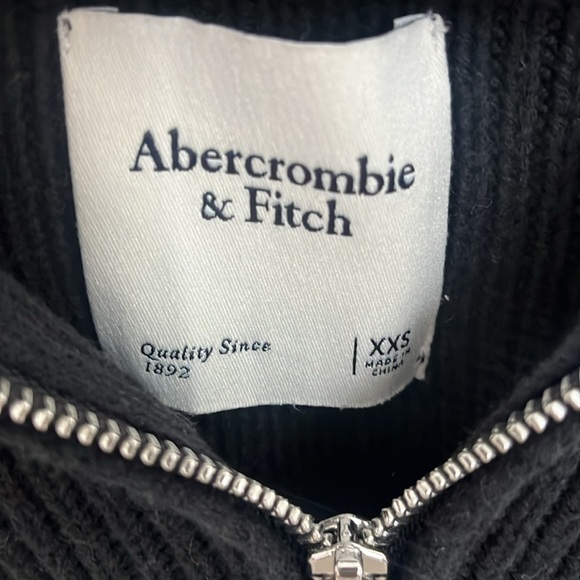 Abercrombie
& Fitch
Quality Since
1892
XXS
MADE IN
CHINA